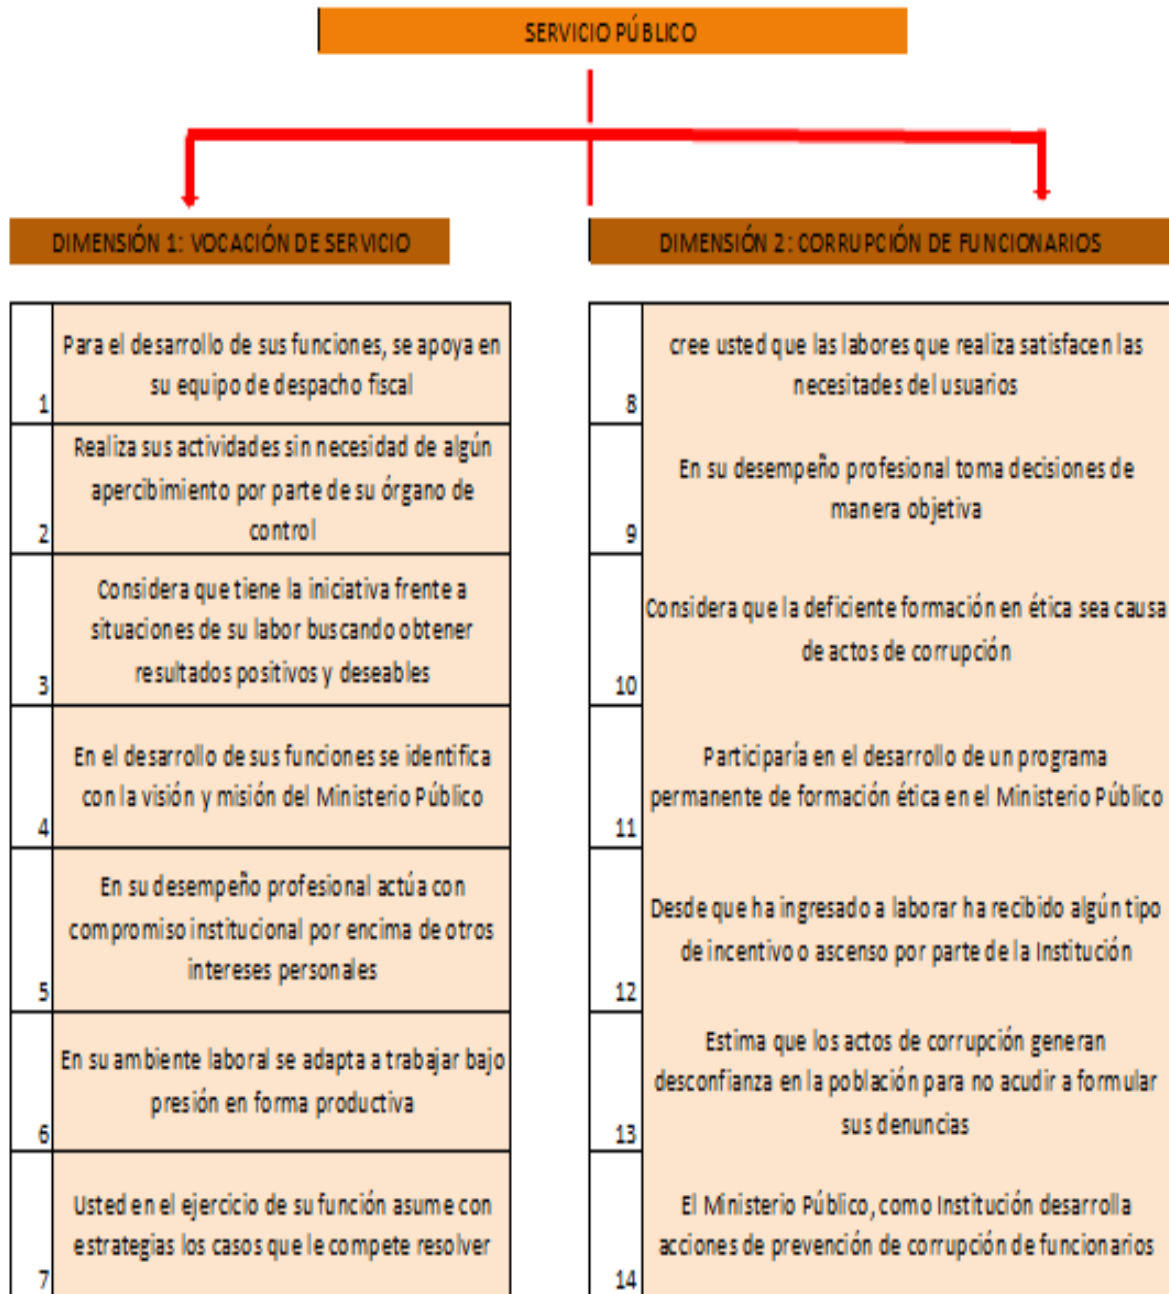 SERVICIO PÚBLICO
DIMENSIÓN 1: VOCACIÓN DE SERVICIO
1
Para el desarrollo de sus funciones, se apoya en
su equipo de despacho fiscal
2
Realiza sus actividades sin necesidad de algún
apercibimiento por parte de su órgano de
control
3
Considera que tiene la iniciativa frente a
situaciones de su labor buscando obtener
resultados positivos y deseables
4
En el desarrollo de sus funciones se identifica
con la visión y misión del Ministerio Público
5
En su desempeño profesional actúa con
compromiso institucional por encima de otros
intereses personales
6
En su ambiente laboral se adapta a trabajar bajo
presión en forma productiva
7
Usted en el ejercicio de su función asume con
estrategias los casos que le compete resolver
DIMENSIÓN 2: CORRUPCIÓN DE FUNCIONARIOS
8
cree usted que las labores que realiza satisfacen las
necesitades del usuarios
9
En su desempeño profesional toma decisiones de
manera objetiva
10
Considera que la deficiente formación en ética sea causa
de actos de corrupción
11
Participaría en el desarrollo de un programa
permanente de formación ética en el Ministerio Público
12
Desde que ha ingresado a laborar ha recibido algún tipo
de incentivo o ascenso por parte de la Institución
13
Estima que los actos de corrupción generan
desconfianza en la población para no acudir a formular
sus denuncias
14
El Ministerio Público, como Institución desarrolla
acciones de prevención de corrupción de funcionarios